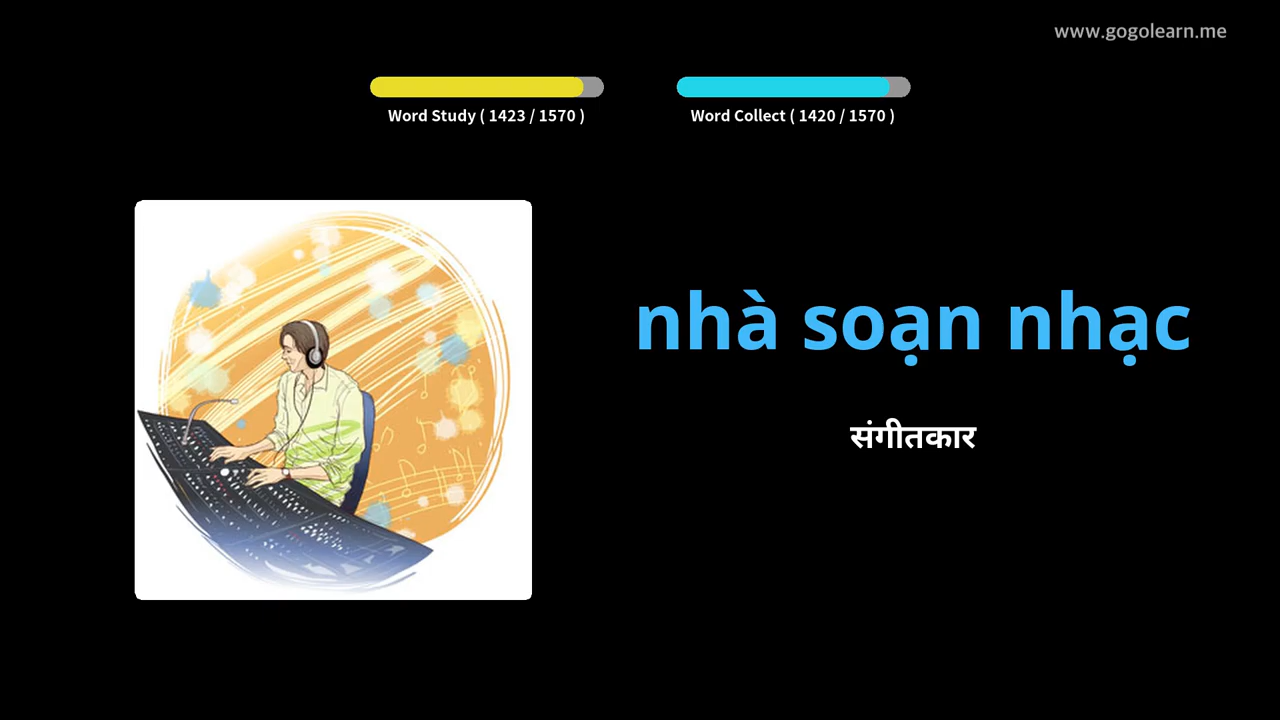 www.gogolearn.me
Word Study ( 1423 / 1570 )
Word Collect ( 1420 / 1570 )
nhà soạn nhạc
संगीतकार